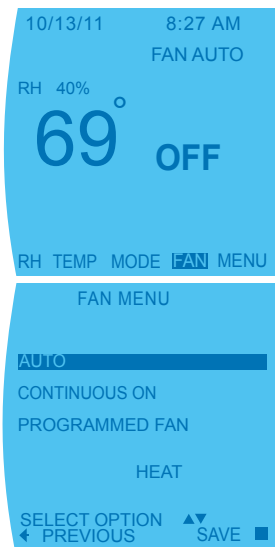 10/13/11 8:27 AM
FAN AUTO
RH 40%
69° OFF
RH TEMP MODE FAN MENU
FAN MENU
AUTO
CONTINUOUS ON
PROGRAMMED FAN
HEAT
SELECT OPTION ▲▼
← PREVIOUS SAVE ■